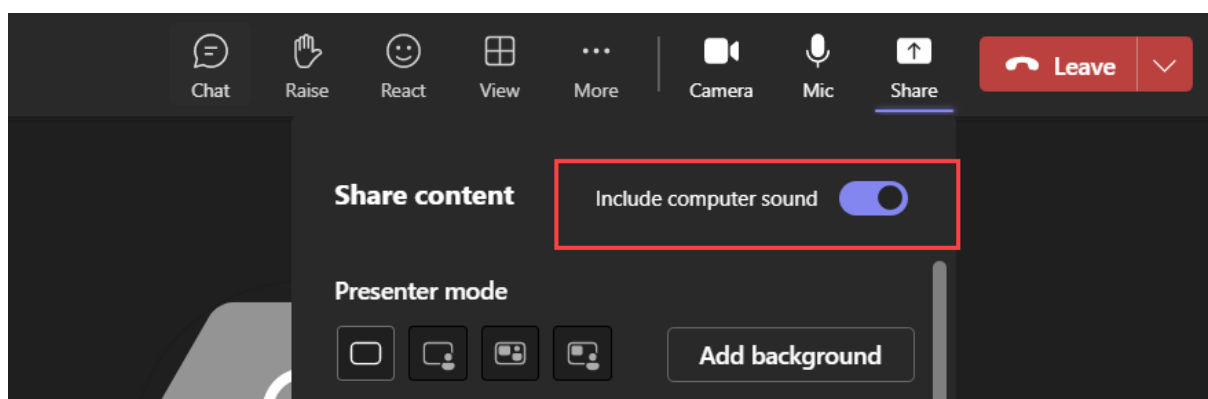 Chat Raise React View More Camera Mic Share Leave
Share content Include computer sound
Presenter mode
Add background